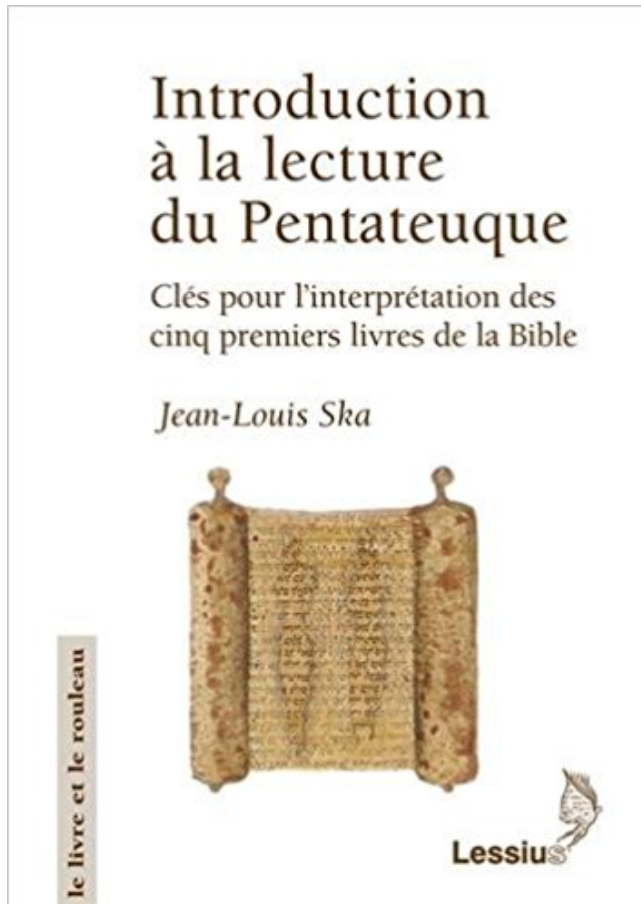 Introduction
à la lecture
du Pentateuque
Clés pour l'interprétation des
cinq premiers livres de la Bible
Jean-Louis Ska
le livre et le rouleau
Lessius